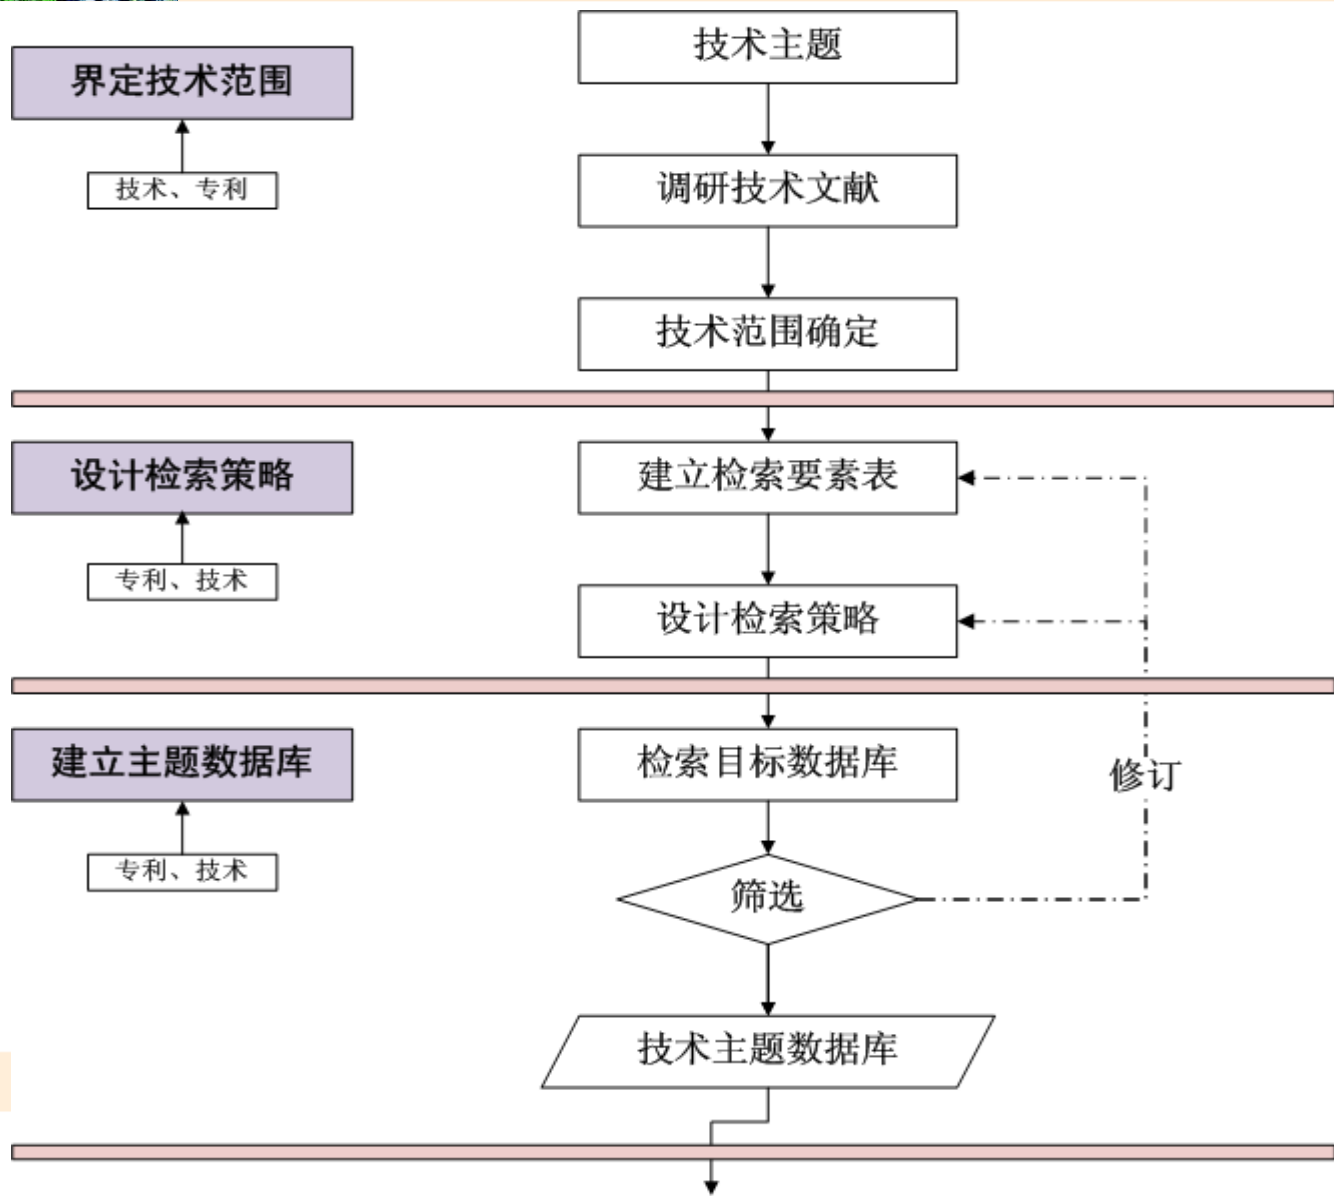 技术主题
界定技术范围
技术、专利
调研技术文献
技术范围确定
设计检索策略
建立检索要素表
专利、技术
设计检索策略
建立主题数据库
检索目标数据库
修订
专利、技术
筛选
技术主题数据库